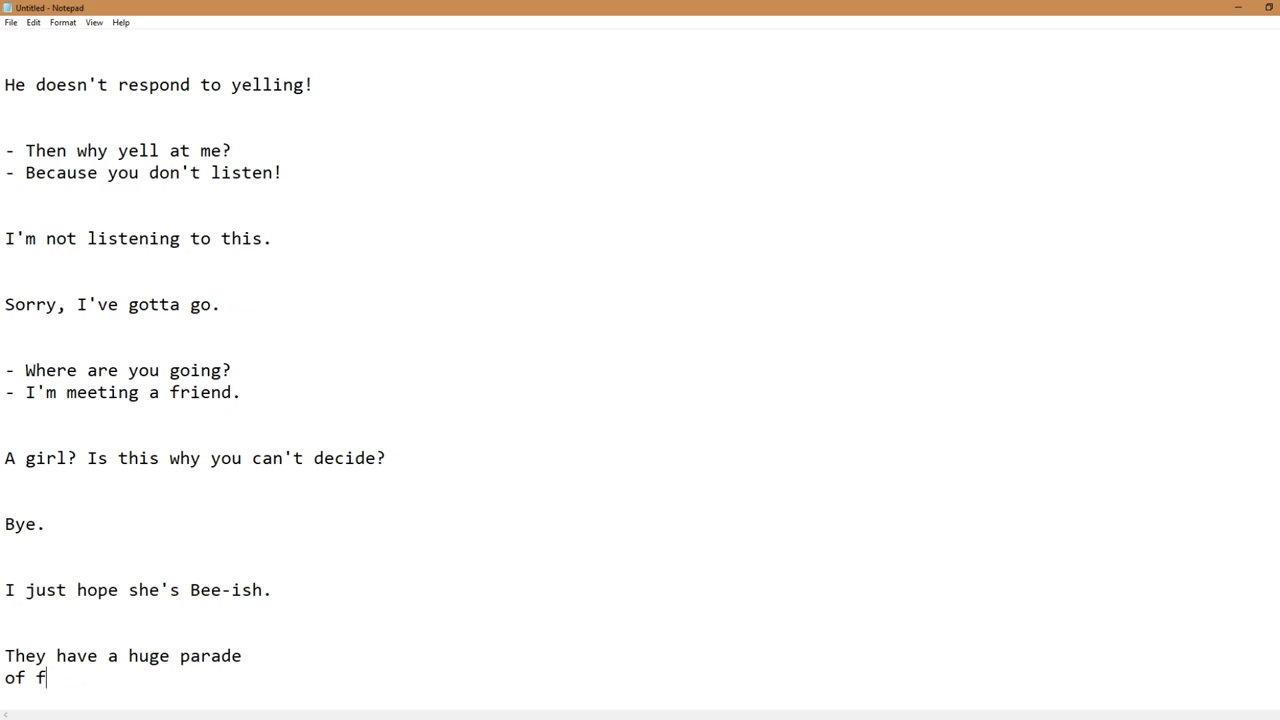 Untitled - Notepad
File Edit Format View Help
He doesn't respond to yelling!
- Then why yell at me?
- Because you don't listen!
I'm not listening to this.
Sorry, I've gotta go.
- Where are you going?
- I'm meeting a friend.
A girl? Is this why you can't decide?
Bye.
I just hope she's Bee-ish.
They have a huge parade
of f